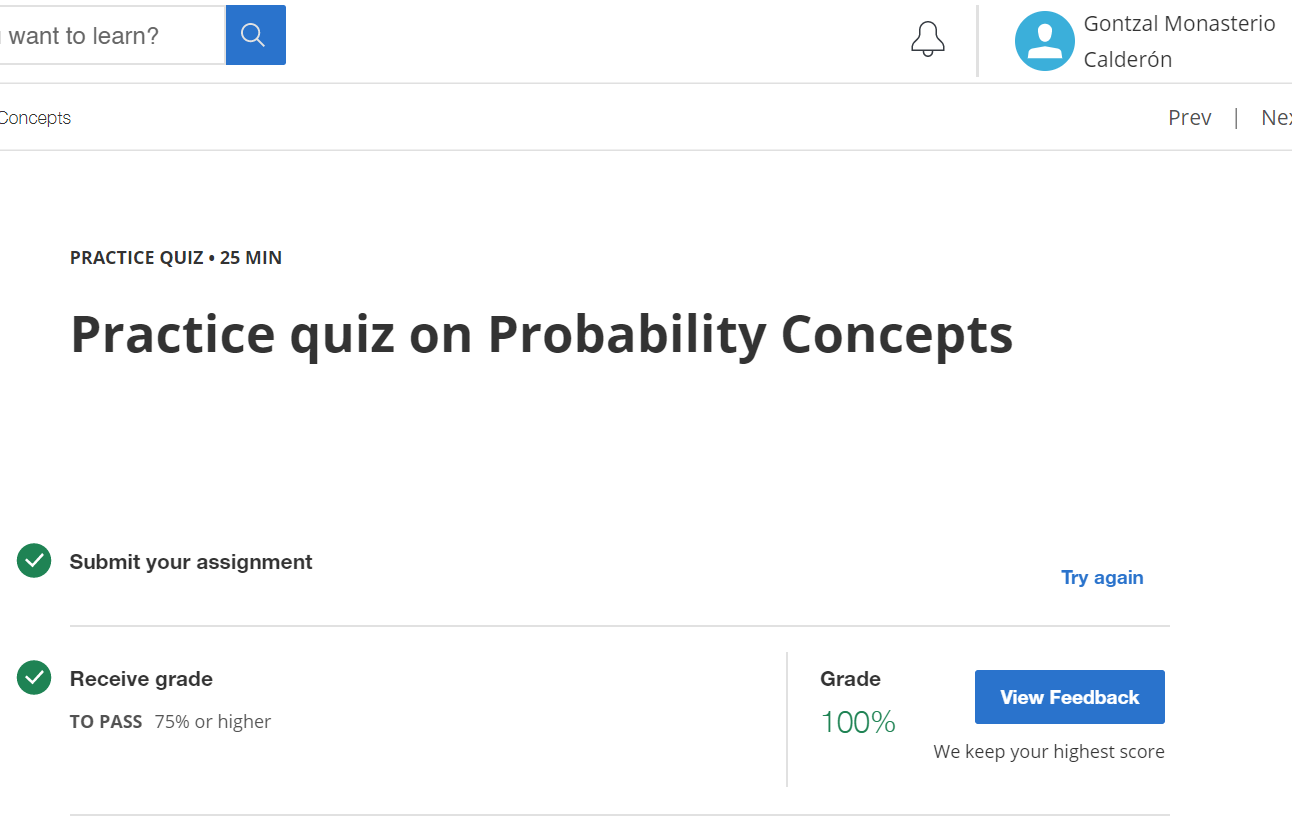 want to learn?
Gontzal Monasterio
Calderón
Concepts
Prev | Nex
PRACTICE QUIZ • 25 MIN
Practice quiz on Probability Concepts
Submit your assignment
Try again
Receive grade
TO PASS 75% or higher
Grade
100%
View Feedback
We keep your highest score